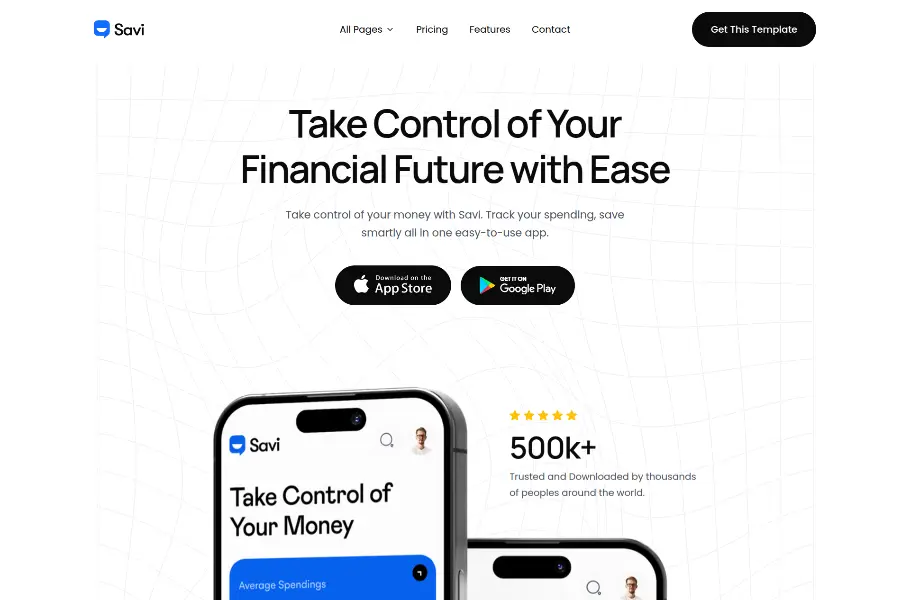 Savi
All Pages
Pricing
Features
Contact
Get This Template
Take Control of Your
Financial Future with Ease
Take control of your money with Savi. Track your spending, save
smartly all in one easy-to-use app.
Download on the
App Store
GET IT ON
Google Play
500k+
Trusted and Downloaded by thousands
of peoples around the world.
Savi
Take Control of
Your Money
Average Spendings